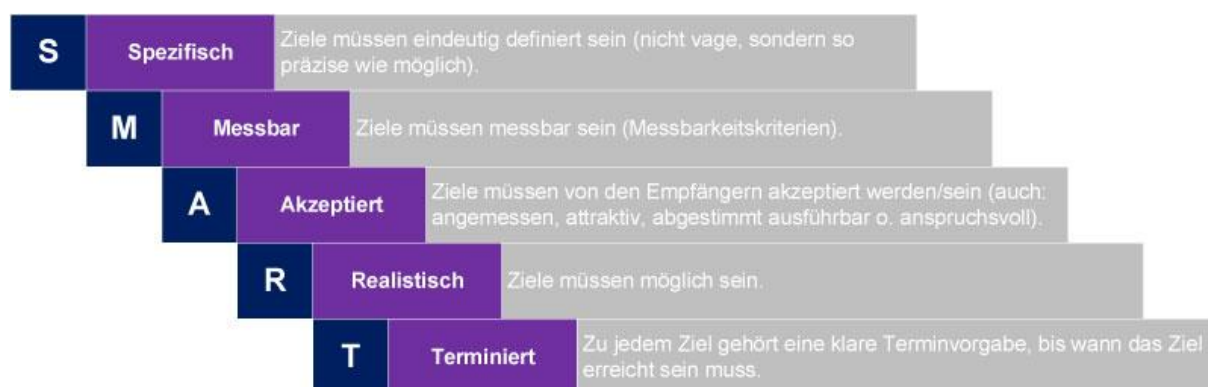 S Spezifisch Ziele müssen eindeutig definiert sein (nicht vage, sondern so
präzise wie möglich).
M Messbar Ziele müssen messbar sein (Messbarkeitskriterien).
A Akzeptiert Ziele müssen von den Empfängern akzeptiert werden/sein (auch:
angemessen, attraktiv, abgestimmt ausführbar o. anspruchsvoll).
R Realistisch Ziele müssen möglich sein.
T Terminiert Zu jedem Ziel gehört eine klare Terminvorgabe, bis wann das Ziel
erreicht sein muss.